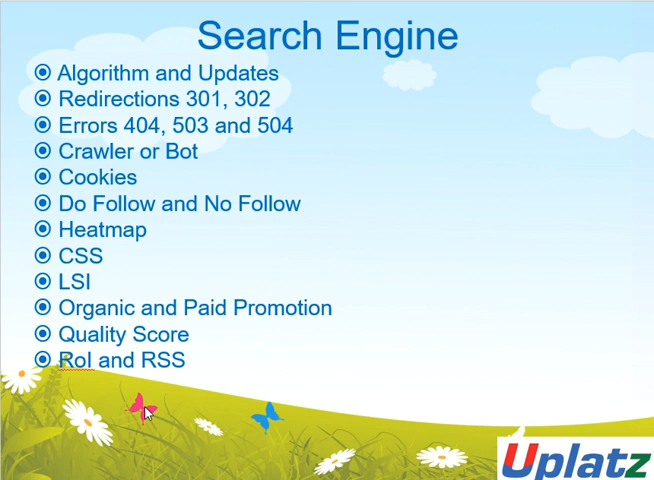 Search Engine
Algorithm and Updates
Redirections 301, 302
Errors 404, 503 and 504
Crawler or Bot
Cookies
Do Follow and No Follow
Heatmap
CSS
LSI
Organic and Paid Promotion
Quality Score
RoI and RSS
Uplatz